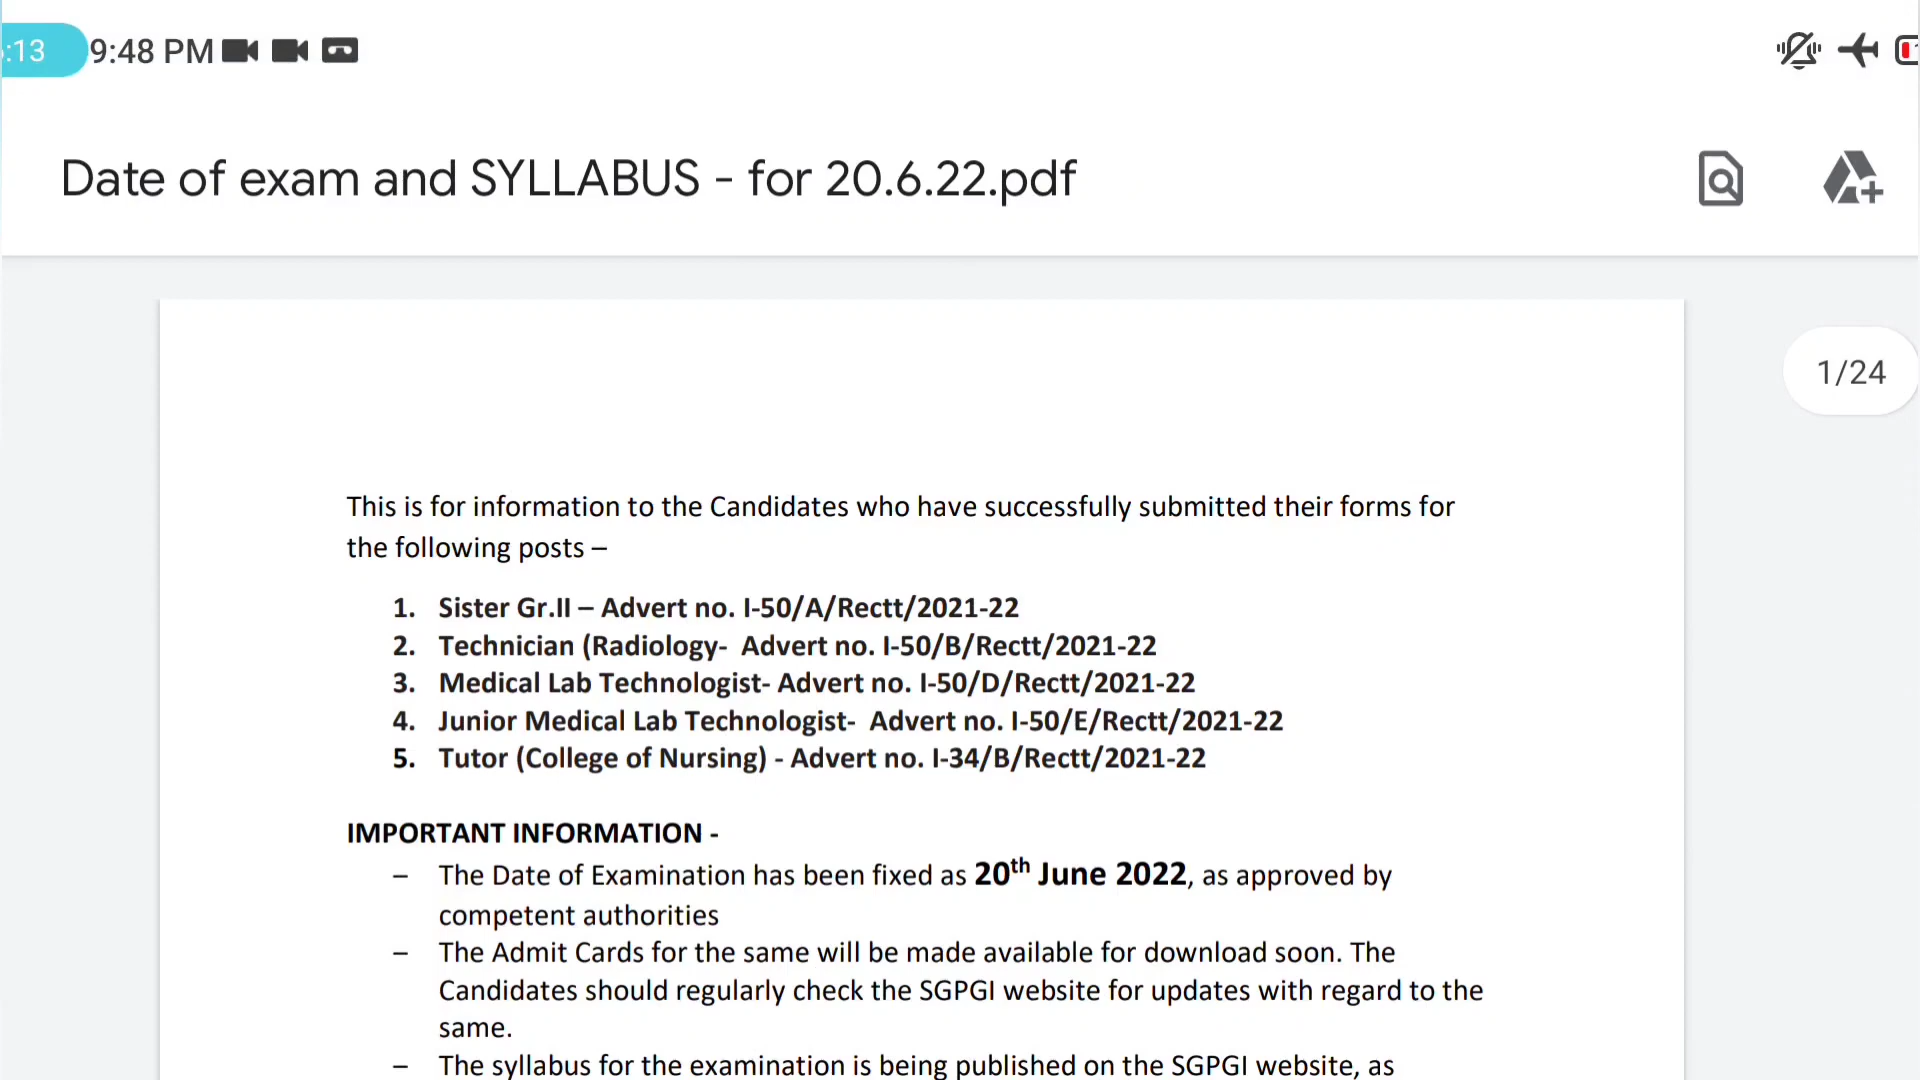 :13 9:48 PM
Date of exam and SYLLABUS - for 20.6.22.pdf
1/24
This is for information to the Candidates who have successfully submitted their forms for
the following posts –
1. Sister Gr.II – Advert no. I-50/A/Rectt/2021-22
2. Technician (Radiology- Advert no. I-50/B/Rectt/2021-22
3. Medical Lab Technologist- Advert no. I-50/D/Rectt/2021-22
4. Junior Medical Lab Technologist- Advert no. I-50/E/Rectt/2021-22
5. Tutor (College of Nursing) - Advert no. I-34/B/Rectt/2021-22
IMPORTANT INFORMATION -
– The Date of Examination has been fixed as 20th June 2022, as approved by
competent authorities
– The Admit Cards for the same will be made available for download soon. The
Candidates should regularly check the SGPGI website for updates with regard to the
same.
– The syllabus for the examination is being published on the SGPGI website, as